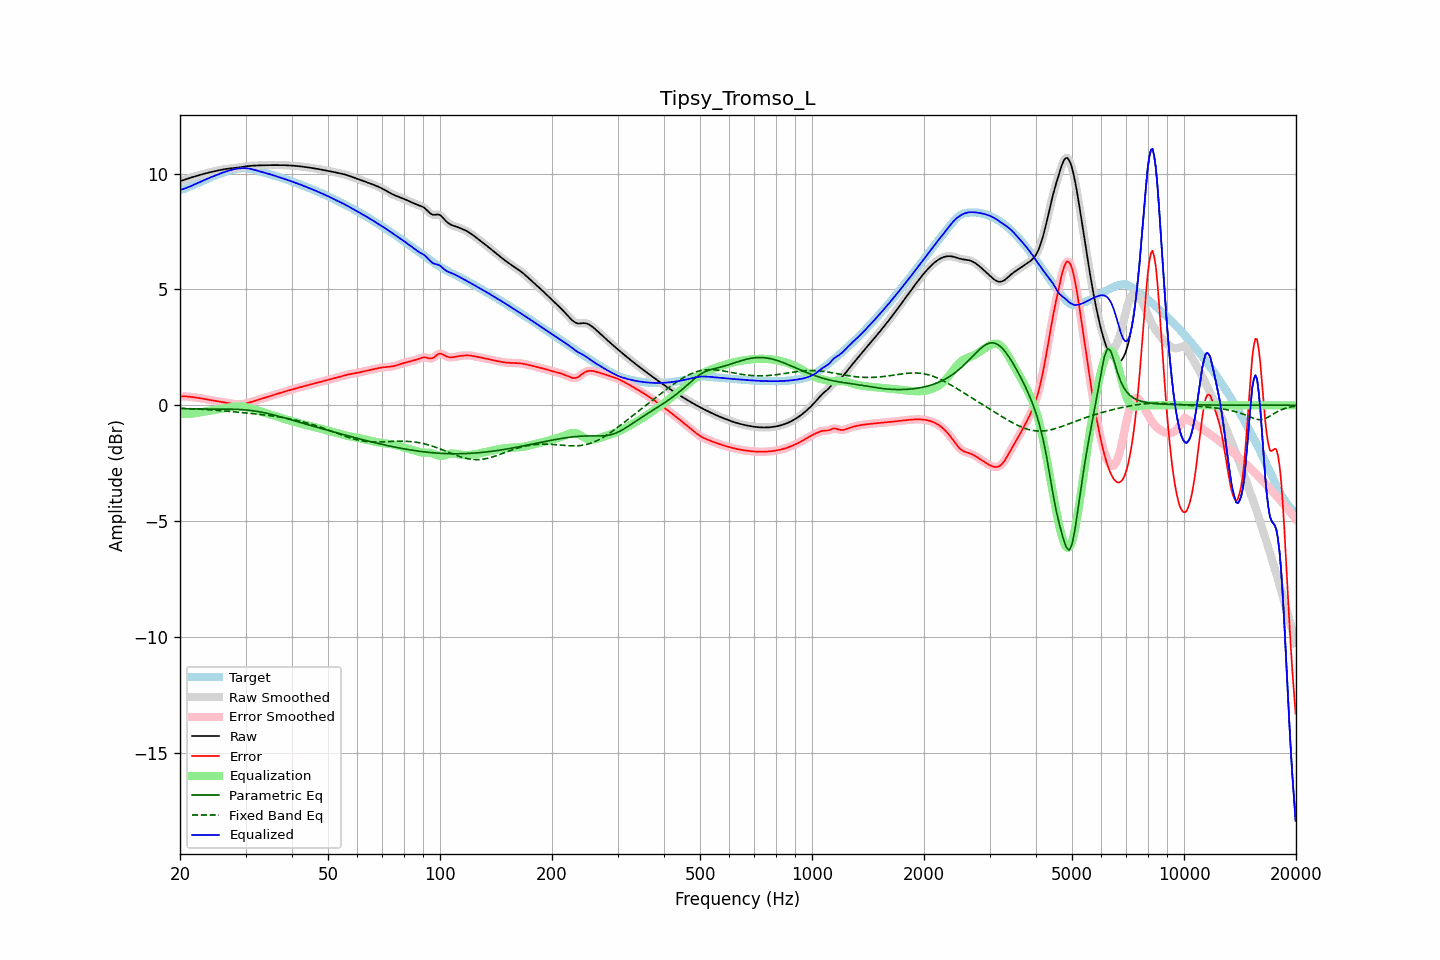 Tipsy_Tromso_L
Amplitude (dBr)
10
5
0
−5
−10
−15
Target
Raw Smoothed
Error Smoothed
Raw
Error
Equalization
Parametric Eq
Fixed Band Eq
Equalized
20 50 100 200 500 1000 2000 5000 10000 20000
Frequency (Hz)